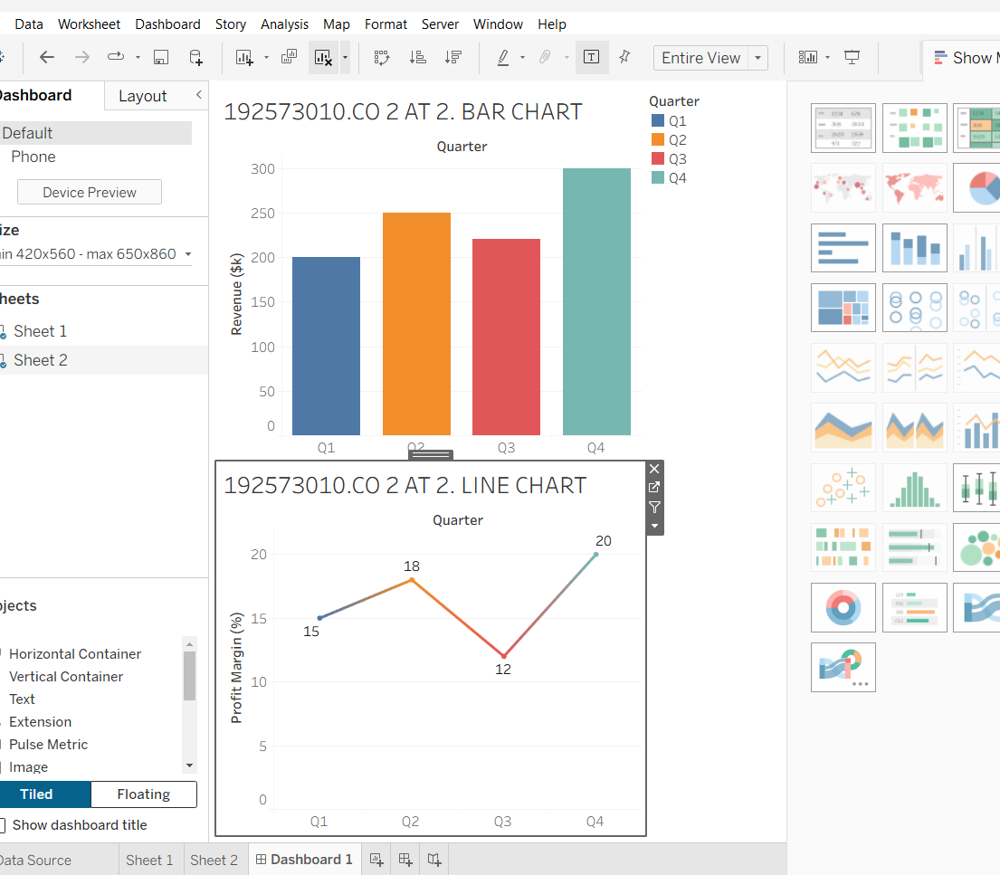 Data Worksheet Dashboard Story Analysis Map Format Server Window Help
Entire View
Show M
Dashboard
Layout
Default
Phone
Device Preview
ize
in 420x560 - max 650x860
heets
Sheet 1
Sheet 2
jects
Horizontal Container
Vertical Container
Text
Extension
Pulse Metric
Image
Tiled
Floating
Show dashboard title
192573010.CO 2 AT 2. BAR CHART
Quarter
Revenue ($k)
300
250
200
150
100
50
0
Q1 Q2 Q3 Q4
Quarter
Q1
Q2
Q3
Q4
192573010.CO 2 AT 2. LINE CHART
Quarter
Profit Margin (%)
20
15
10
5
0
15
18
12
20
Q1 Q2 Q3 Q4
Data Source
Sheet 1
Sheet 2
Dashboard 1